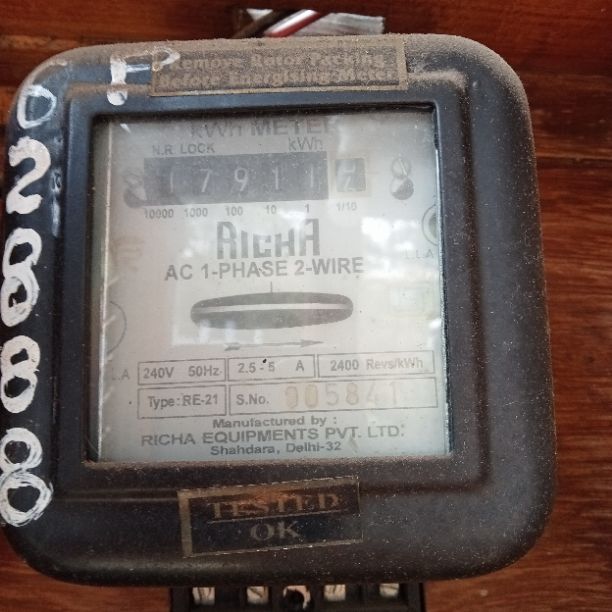 Remove Rotor Packing
Before Energising Meter
kWh METER
N.R. LOCK kWh
1 7 9 1 1 7
10000 1000 100 10 1 1/10
RICHA
AC 1-PHASE 2-WIRE
240V 50Hz 2.5-5 A 2400 Revs/kWh
Type: RE-21 S.No. 005841
Manufactured by :
RICHA EQUIPMENTS PVT. LTD.
Shahdara, Delhi-32
TESTED
OK
02888